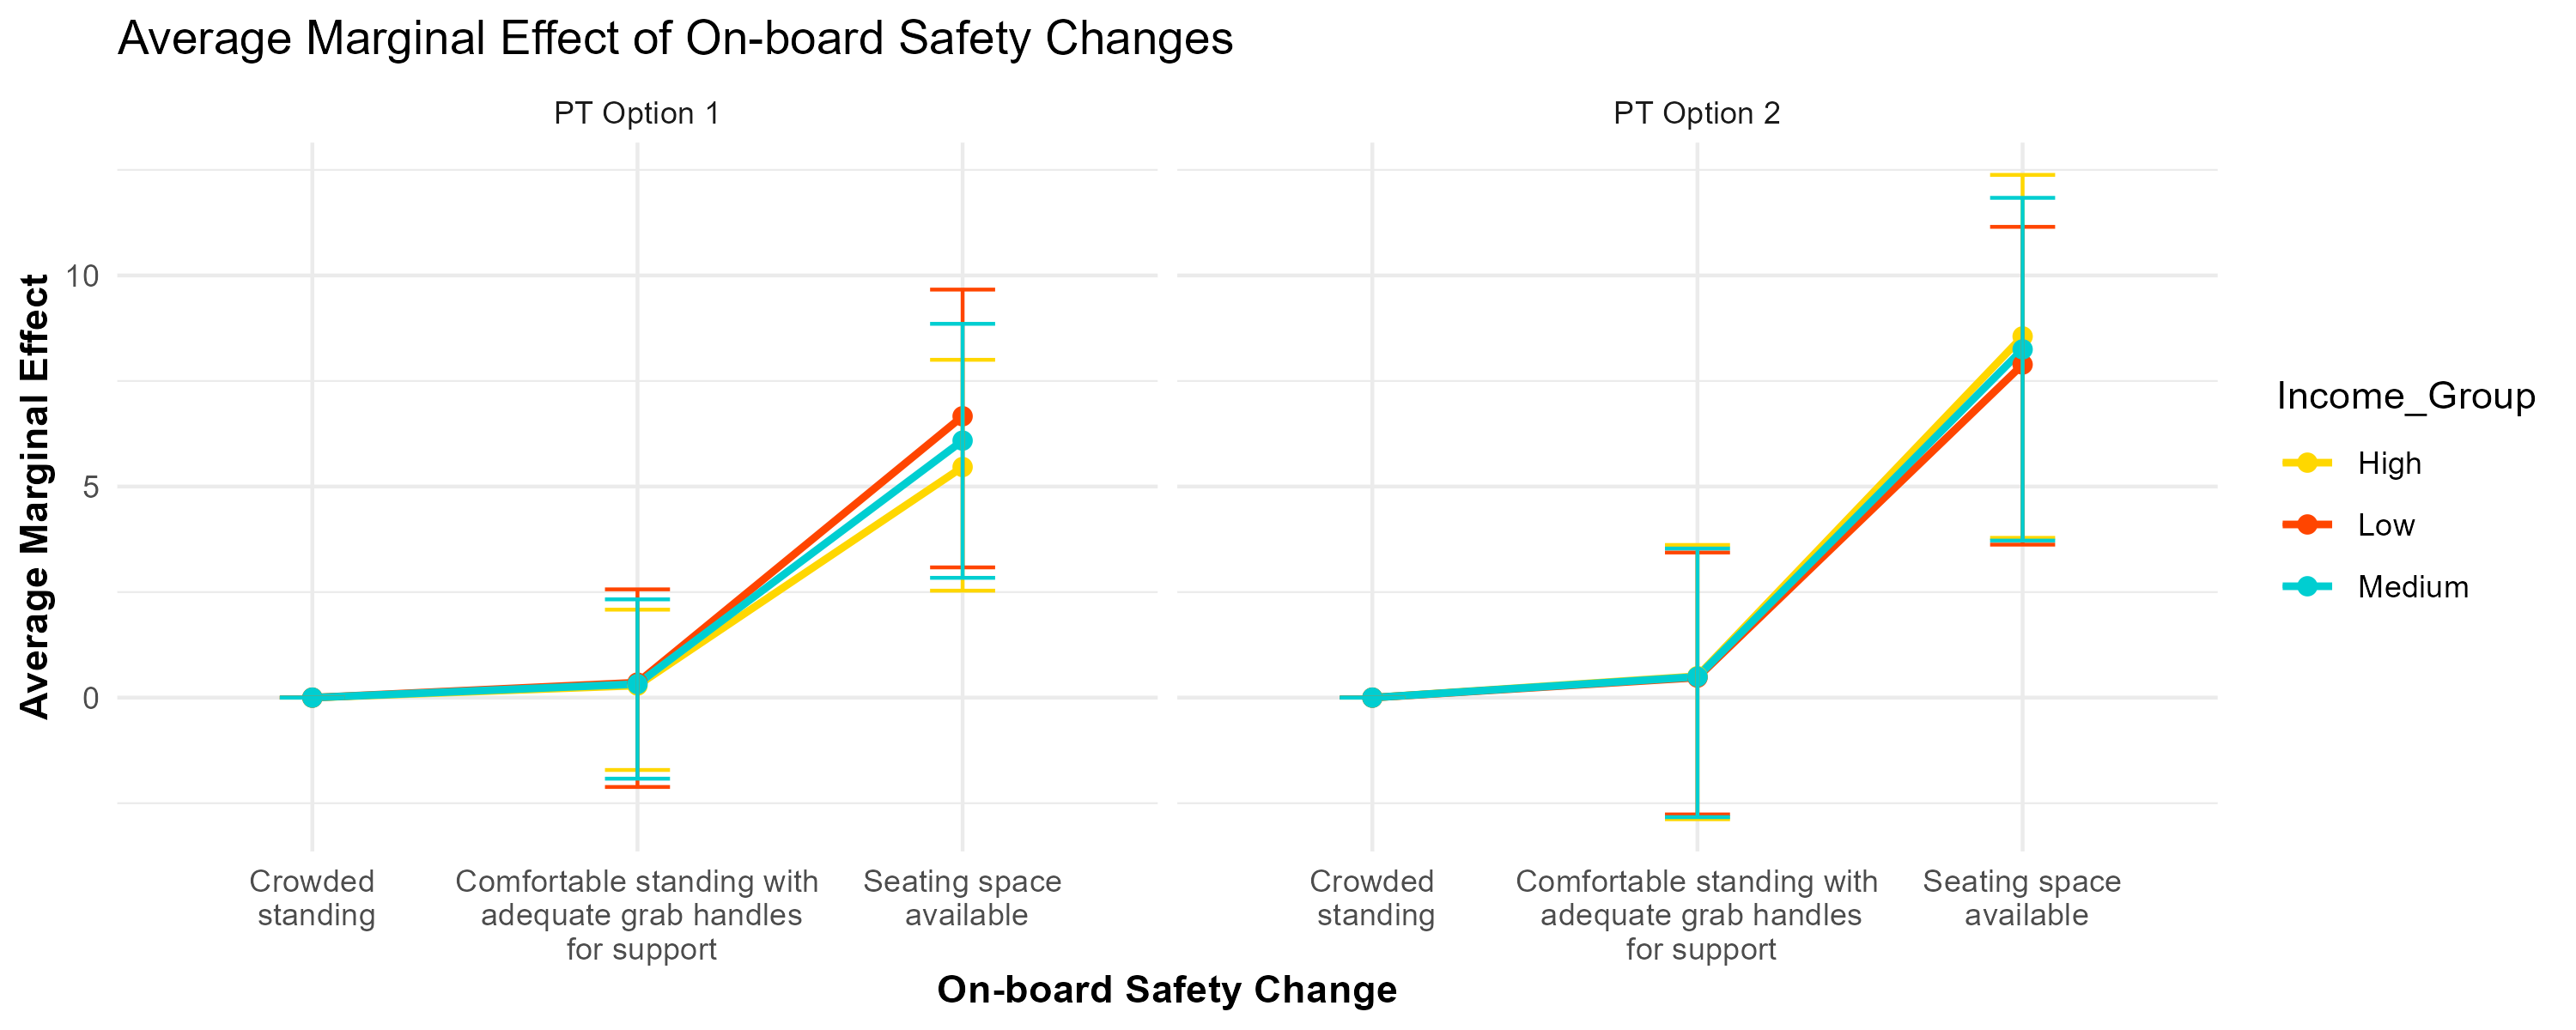 Average Marginal Effect of On-board Safety Changes
PT Option 1
PT Option 2
Average Marginal Effect
10
5
0
Crowded
standing
Comfortable standing with
adequate grab handles
for support
Seating space
available
Crowded
standing
Comfortable standing with
adequate grab handles
for support
Seating space
available
On-board Safety Change
Income_Group
High
Low
Medium